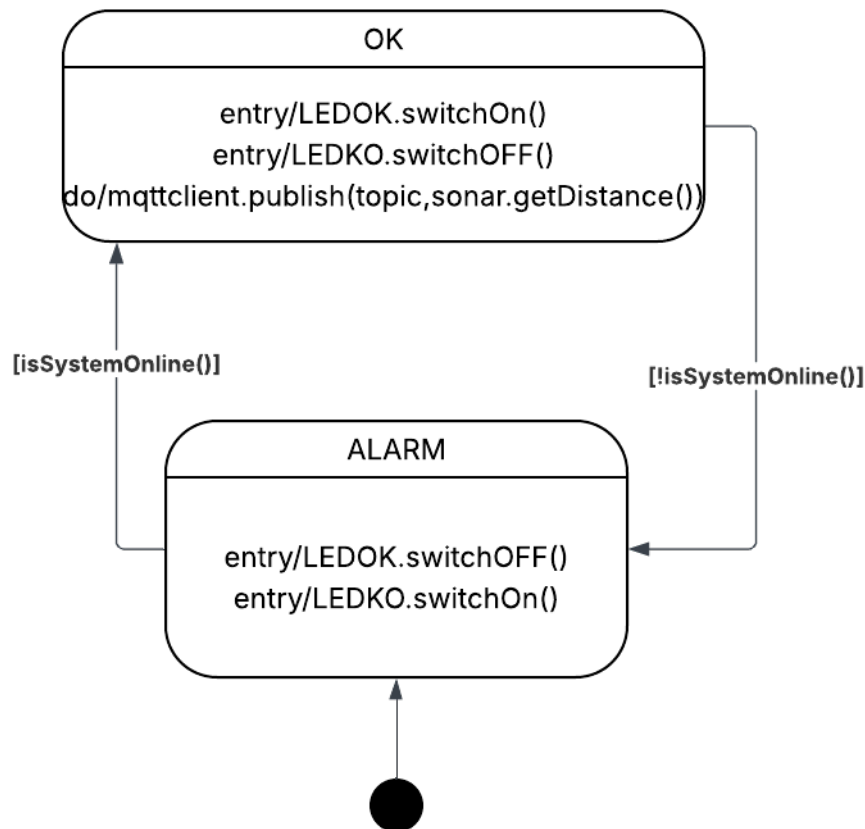 OK
entry/LEDOK.switchOn()
entry/LEDKO.switchOFF()
do/mqttclient.publish(topic,sonar.getDistance())
[isSystemOnline()]
[!isSystemOnline()]
ALARM
entry/LEDOK.switchOFF()
entry/LEDKO.switchOn()